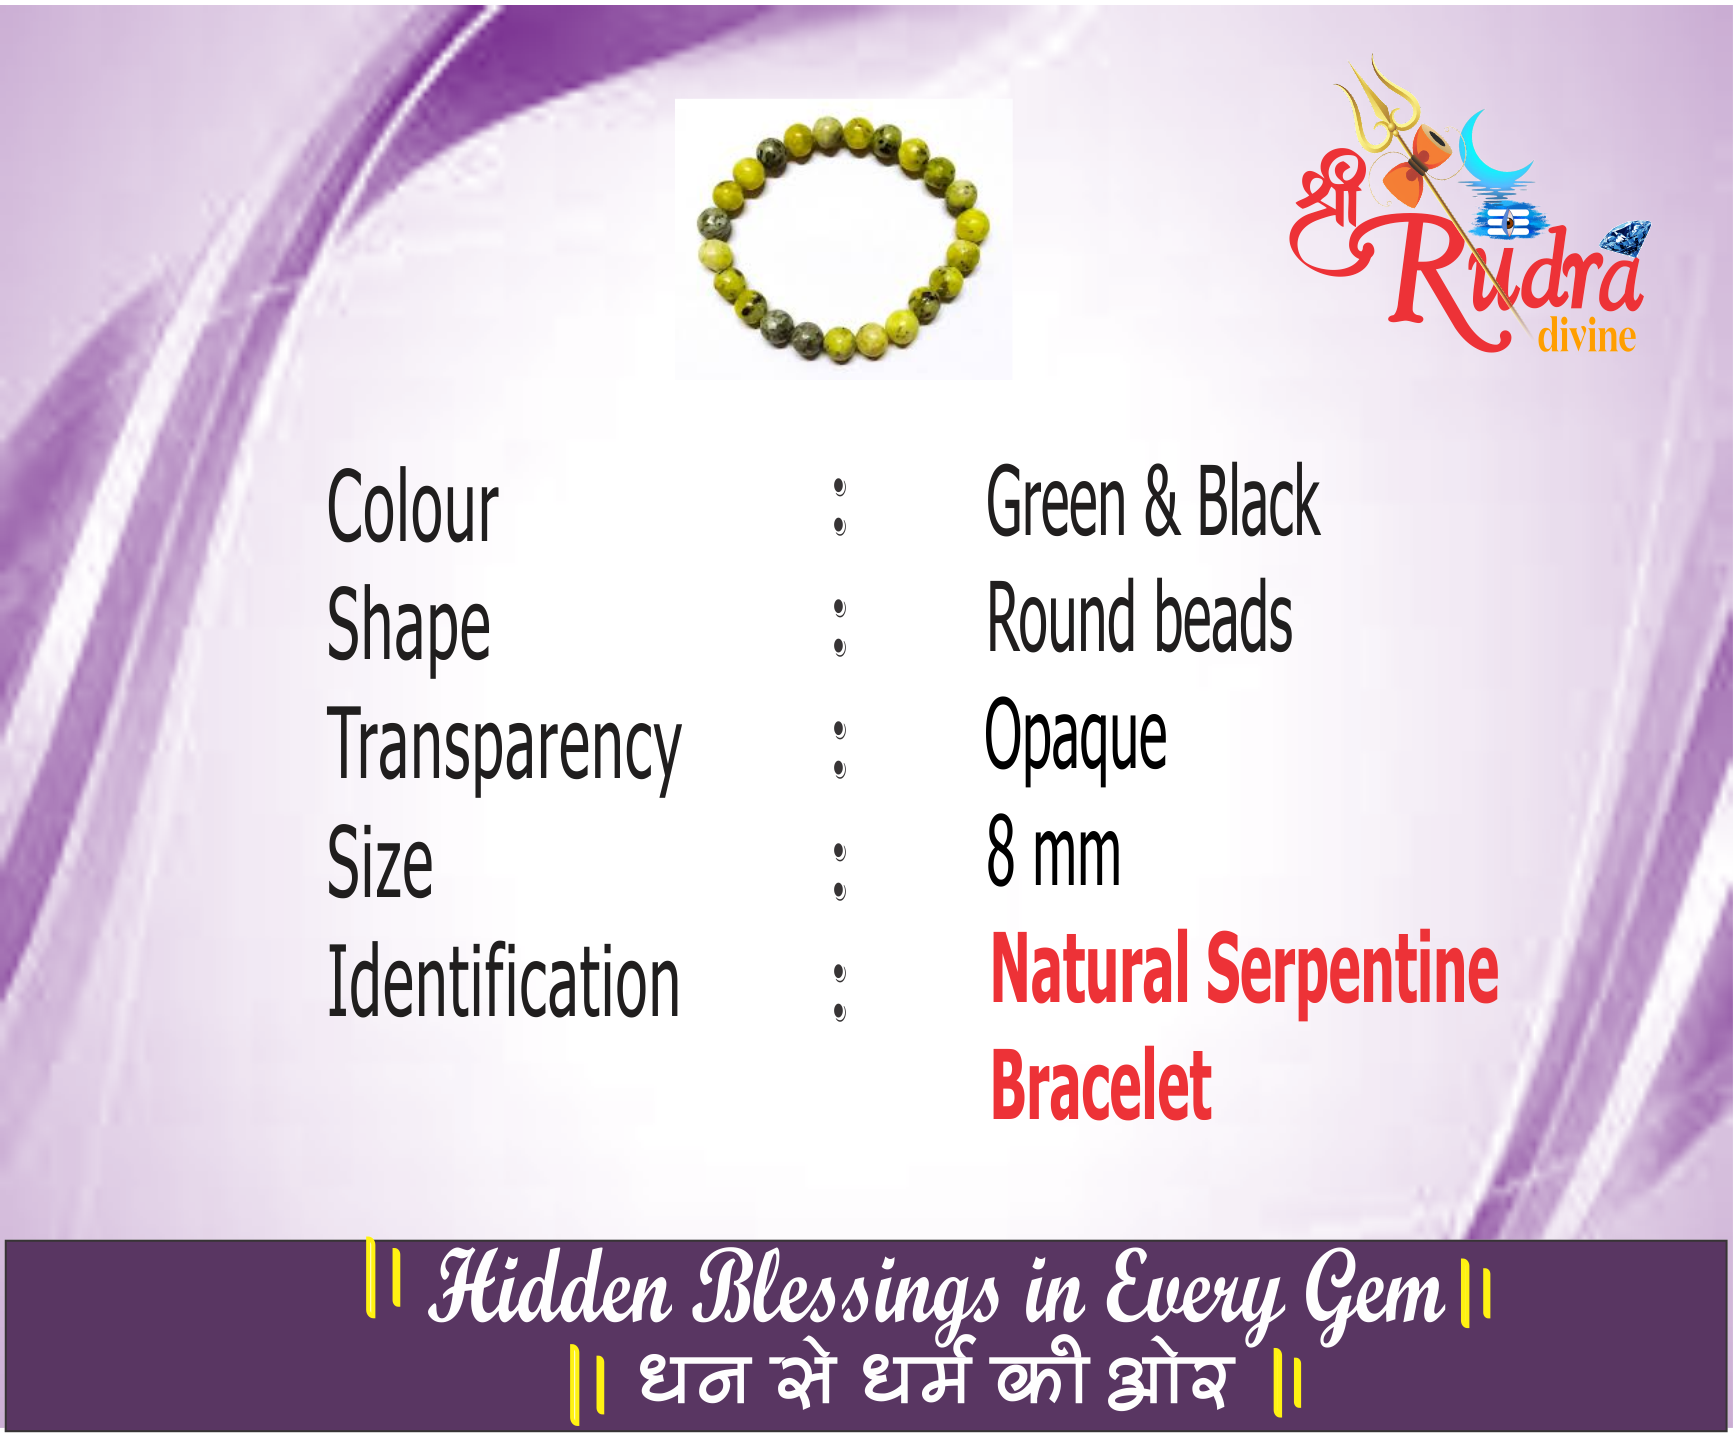 श्री
Rudra
divine
Colour : Green & Black
Shape : Round beads
Transparency : Opaque
Size : 8 mm
Identification : Natural Serpentine
Bracelet
|| Hidden Blessings in Every Gem ||
|| धन से धर्म की ओर ||